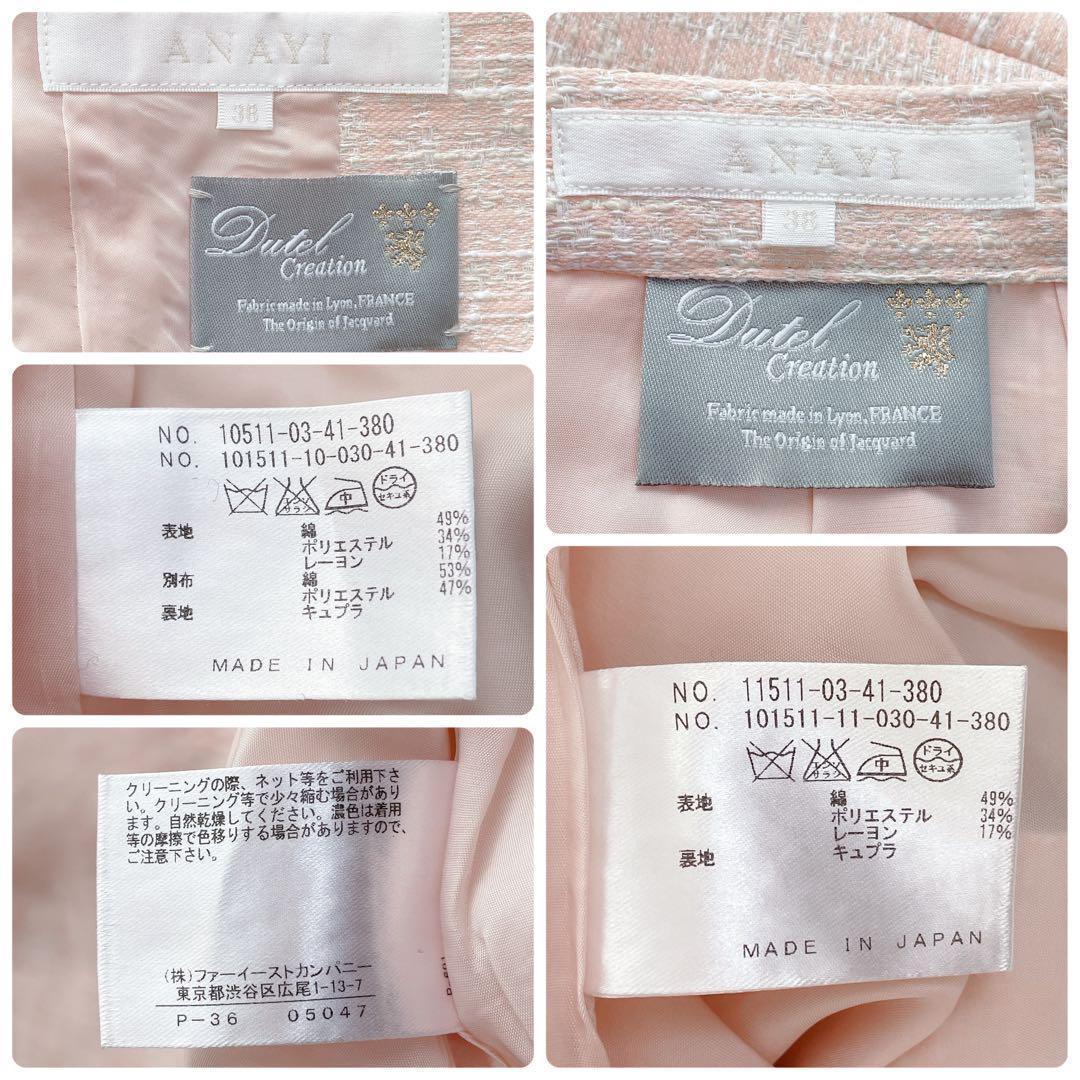 ANAYI
38
Dutel
Creation
Fabric made in Lyon, FRANCE
The Origin of Jacquard
ANAYI
38
Dutel
Creation
Fabric made in Lyon, FRANCE
The Origin of Jacquard
NO. 10511-03-41-380
NO. 101511-10-030-41-380
エンソ サラシ 中 ドライ セキユ系
表地 綿 49%
ポリエステル 34%
レーヨン 17%
別布 綿 53%
ポリエステル 47%
裏地 キュプラ
MADE IN JAPAN
NO. 11511-03-41-380
NO. 101511-11-030-41-380
エンソ サラシ 中 ドライ セキユ系
表地 綿 49%
ポリエステル 34%
レーヨン 17%
裏地 キュプラ
MADE IN JAPAN
クリーニングの際、ネット等をご利用下さ
い。クリーニング等で少々縮む場合があり
ます。自然乾燥してください。濃色は着用
等の摩擦で色移りする場合がありますので、
ご注意下さい。
(株)ファーイーストカンパニー
東京都渋谷区広尾1-13-7
P-36 05047